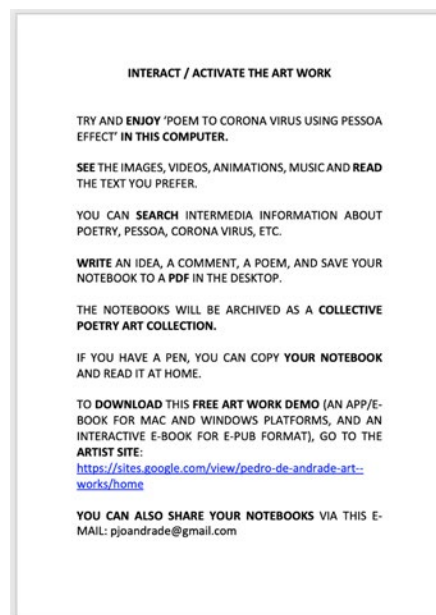 INTERACT / ACTIVATE THE ART WORK
TRY AND ENJOY ‘POEM TO CORONA VIRUS USING PESSOA
EFFECT’ IN THIS COMPUTER.
SEE THE IMAGES, VIDEOS, ANIMATIONS, MUSIC AND READ
THE TEXT YOU PREFER.
YOU CAN SEARCH INTERMEDIA INFORMATION ABOUT
POETRY, PESSOA, CORONA VIRUS, ETC.
WRITE AN IDEA, A COMMENT, A POEM, AND SAVE YOUR
NOTEBOOK TO A PDF IN THE DESKTOP.
THE NOTEBOOKS WILL BE ARCHIVED AS A COLLECTIVE
POETRY ART COLLECTION.
IF YOU HAVE A PEN, YOU CAN COPY YOUR NOTEBOOK
AND READ IT AT HOME.
TO DOWNLOAD THIS FREE ART WORK DEMO (AN APP/E-
BOOK FOR MAC AND WINDOWS PLATFORMS, AND AN
INTERACTIVE E-BOOK FOR E-PUB FORMAT), GO TO THE
ARTIST SITE:
https://sites.google.com/view/pedro-de-andrade-art--
works/home
YOU CAN ALSO SHARE YOUR NOTEBOOKS VIA THIS E-
MAIL: pjoandrade@gmail.com